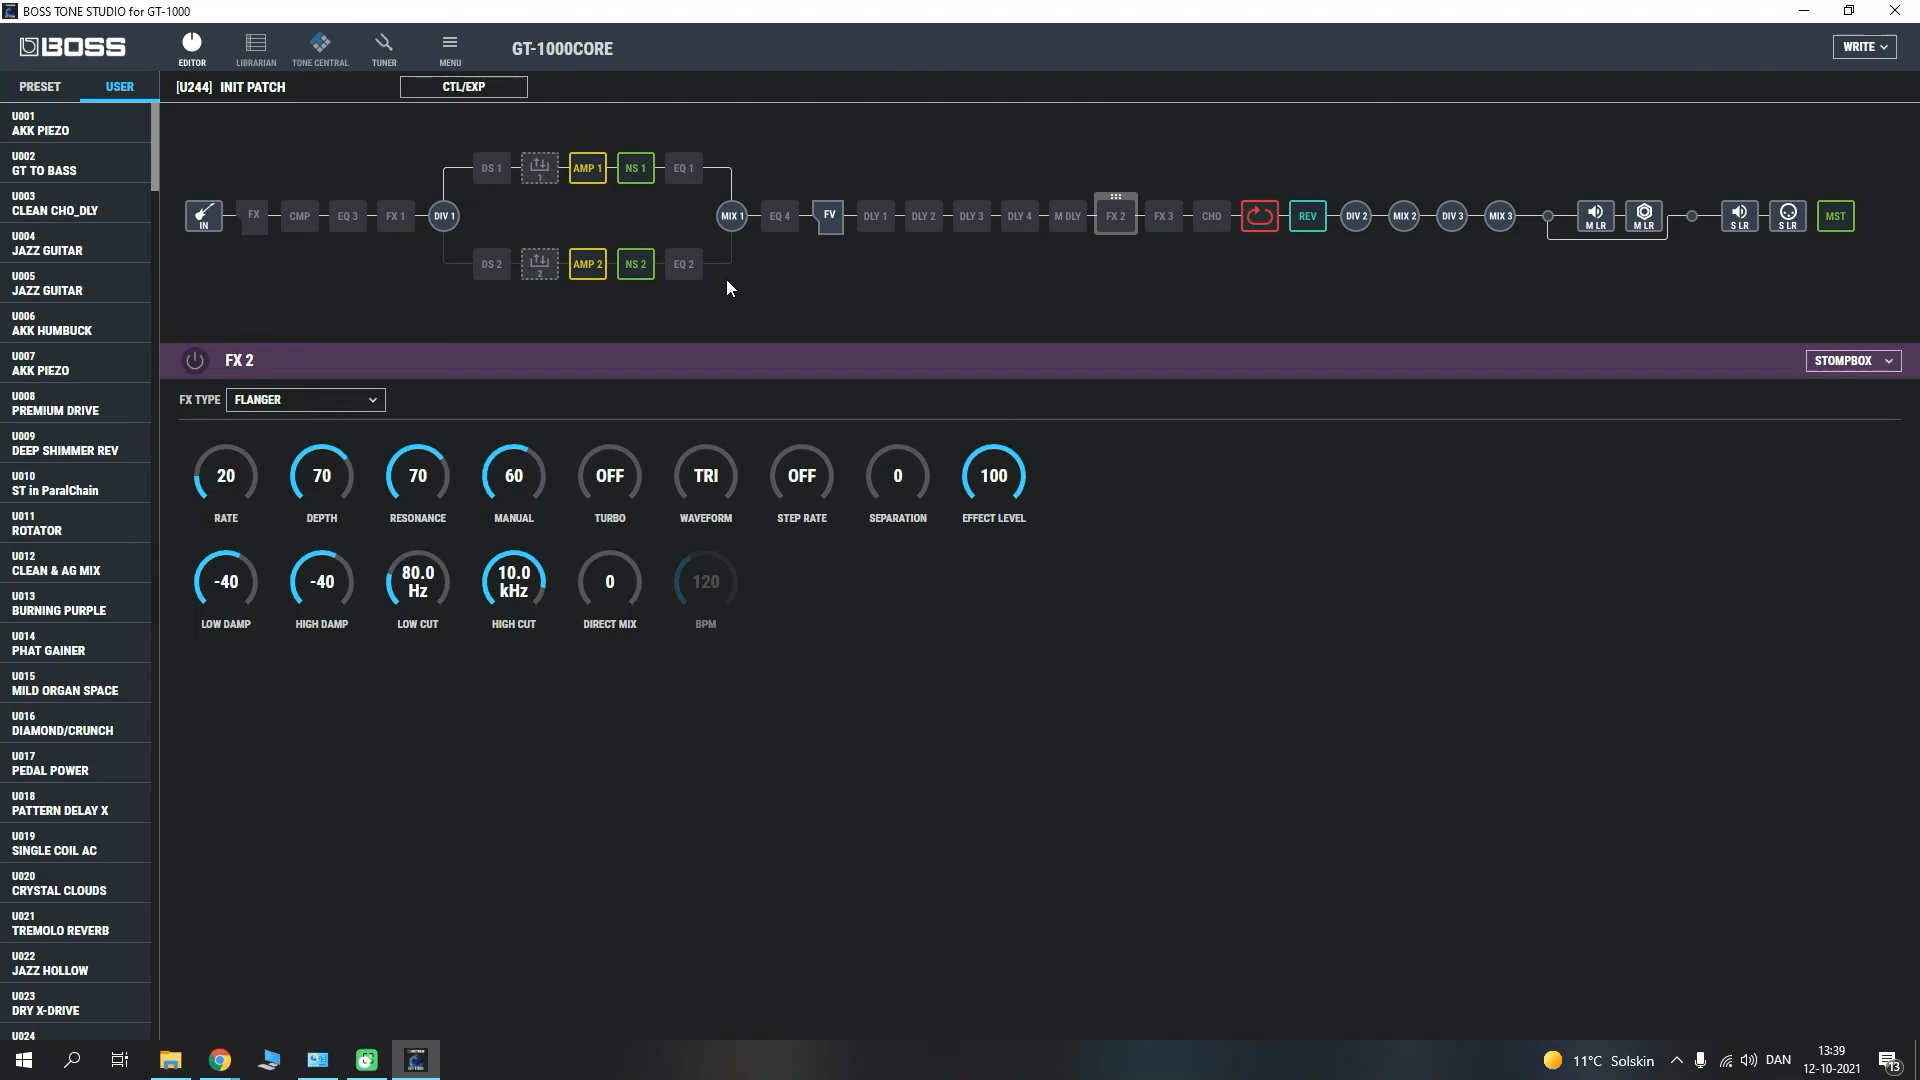 BOSS TONE STUDIO for GT-1000
BOSS
EDITOR
LIBRARIAN
TONE CENTRAL
TUNER
MENU
GT-1000CORE
WRITE
PRESET
USER
[U244] INIT PATCH
CTL/EXP
U001
AKK PIEZO
U002
GT TO BASS
U003
CLEAN CHO_DLY
U004
JAZZ GUITAR
U005
JAZZ GUITAR
U006
AKK HUMBUCK
U007
AKK PIEZO
U008
PREMIUM DRIVE
U009
DEEP SHIMMER REV
U010
ST in ParalChain
U011
ROTATOR
U012
CLEAN & AG MIX
U013
BURNING PURPLE
U014
PHAT GAINER
U015
MILD ORGAN SPACE
U016
DIAMOND/CRUNCH
U017
PEDAL POWER
U018
PATTERN DELAY X
U019
SINGLE COIL AC
U020
CRYSTAL CLOUDS
U021
TREMOLO REVERB
U022
JAZZ HOLLOW
U023
DRY X-DRIVE
U024
DS 1
1
AMP 1
NS 1
EQ 1
IN
FX
CMP
EQ 3
FX 1
DIV 1
MIX 1
EQ 4
FV
DLY 1
DLY 2
DLY 3
DLY 4
M DLY
FX 2
FX 3
CHO
REV
DIV 2
MIX 2
DIV 3
MIX 3
M LR
M LR
S LR
S LR
MST
DS 2
2
AMP 2
NS 2
EQ 2
FX 2
STOMPBOX
FX TYPE
FLANGER
20
70
70
60
OFF
TRI
OFF
0
100
RATE
DEPTH
RESONANCE
MANUAL
TURBO
WAVEFORM
STEP RATE
SEPARATION
EFFECT LEVEL
-40
-40
80.0
Hz
10.0
kHz
0
120
LOW DAMP
HIGH DAMP
LOW CUT
HIGH CUT
DIRECT MIX
BPM
11°C Solskin
DAN
13:39
12-10-2021
13